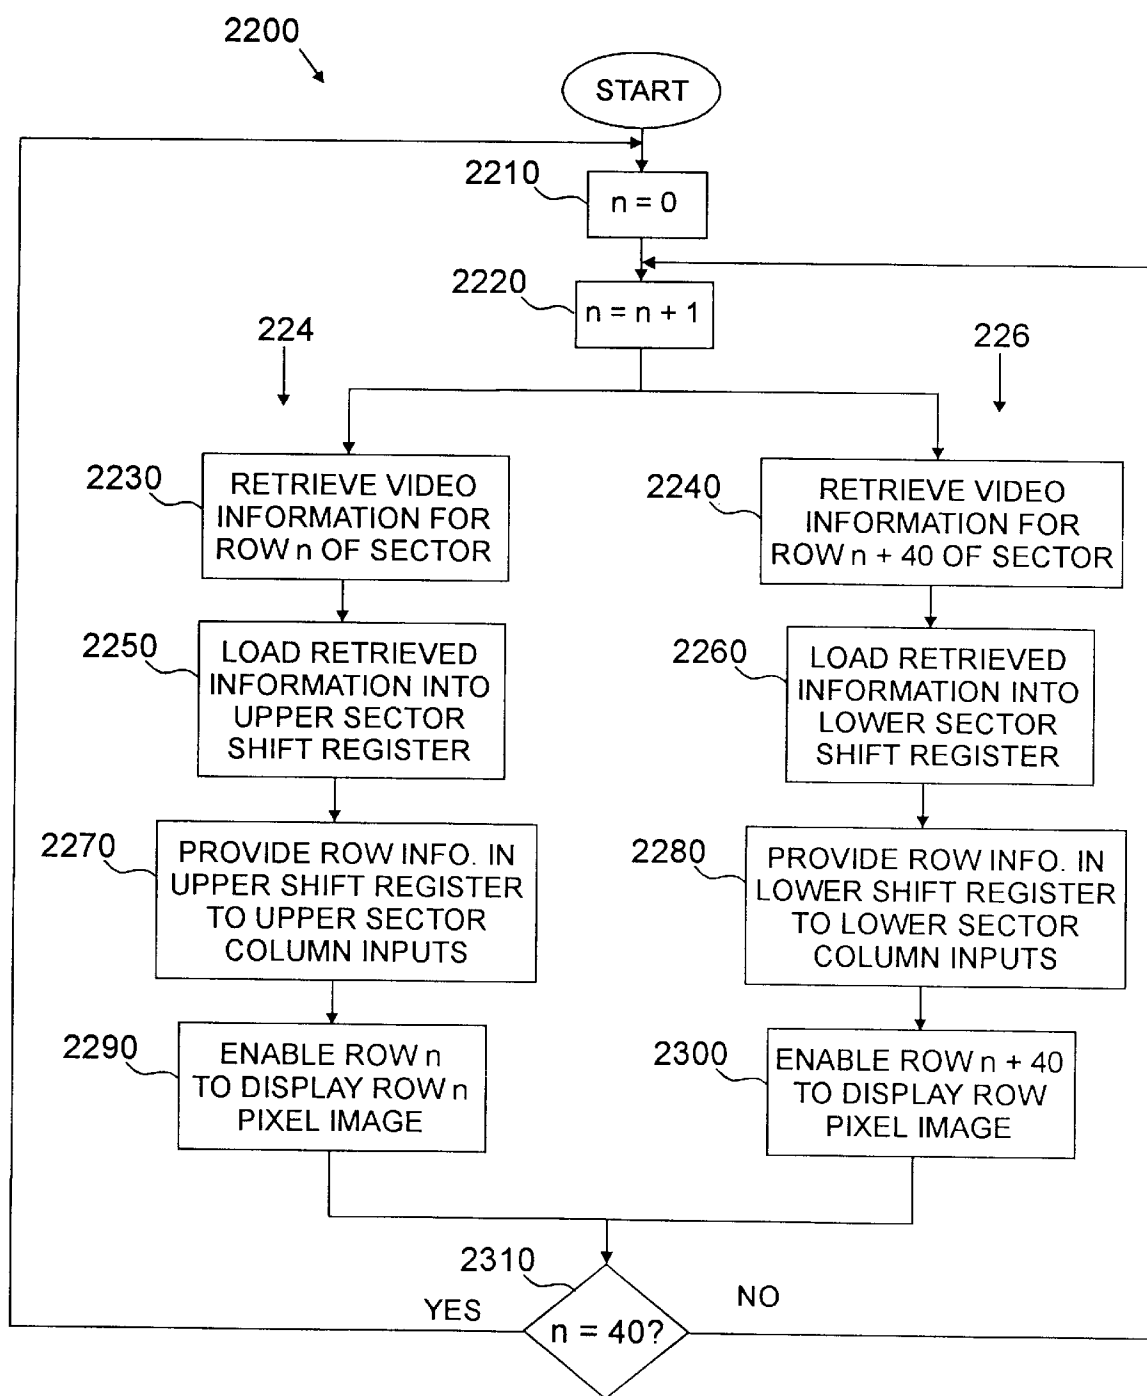 2200
START
2210
n = 0
2220
n = n + 1
224
226
2230
RETRIEVE VIDEO
INFORMATION FOR
ROW n OF SECTOR
2240
RETRIEVE VIDEO
INFORMATION FOR
ROW n + 40 OF SECTOR
2250
LOAD RETRIEVED
INFORMATION INTO
UPPER SECTOR
SHIFT REGISTER
2260
LOAD RETRIEVED
INFORMATION INTO
LOWER SECTOR
SHIFT REGISTER
2270
PROVIDE ROW INFO. IN
UPPER SHIFT REGISTER
TO UPPER SECTOR
COLUMN INPUTS
2280
PROVIDE ROW INFO. IN
LOWER SHIFT REGISTER
TO LOWER SECTOR
COLUMN INPUTS
2290
ENABLE ROW n
TO DISPLAY ROW n
PIXEL IMAGE
2300
ENABLE ROW n + 40
TO DISPLAY ROW
PIXEL IMAGE
2310
YES
n = 40?
NO